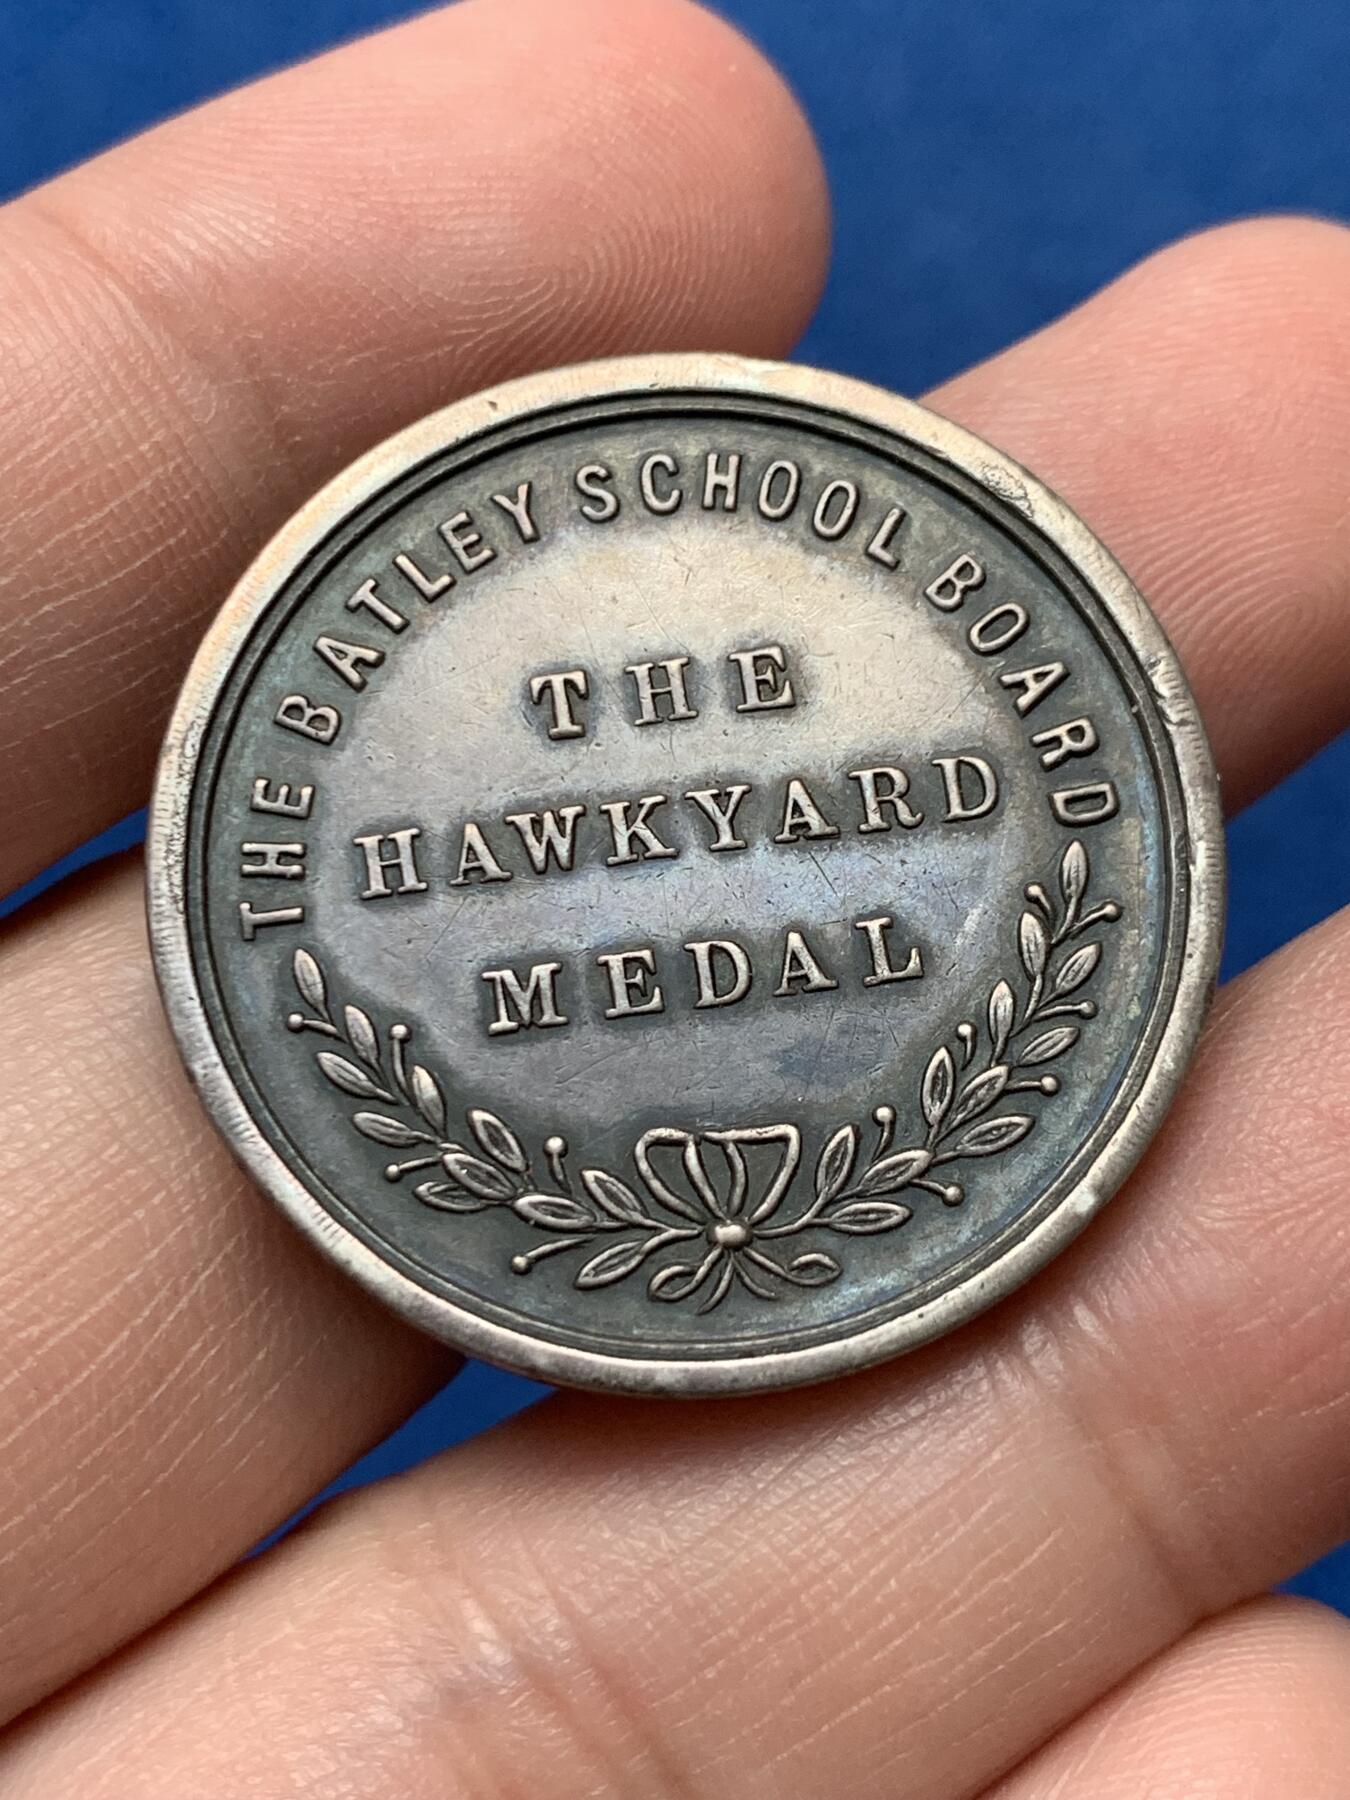 THE BATLEY SCHOOL BOARD
THE
HAWKYARD
MEDAL